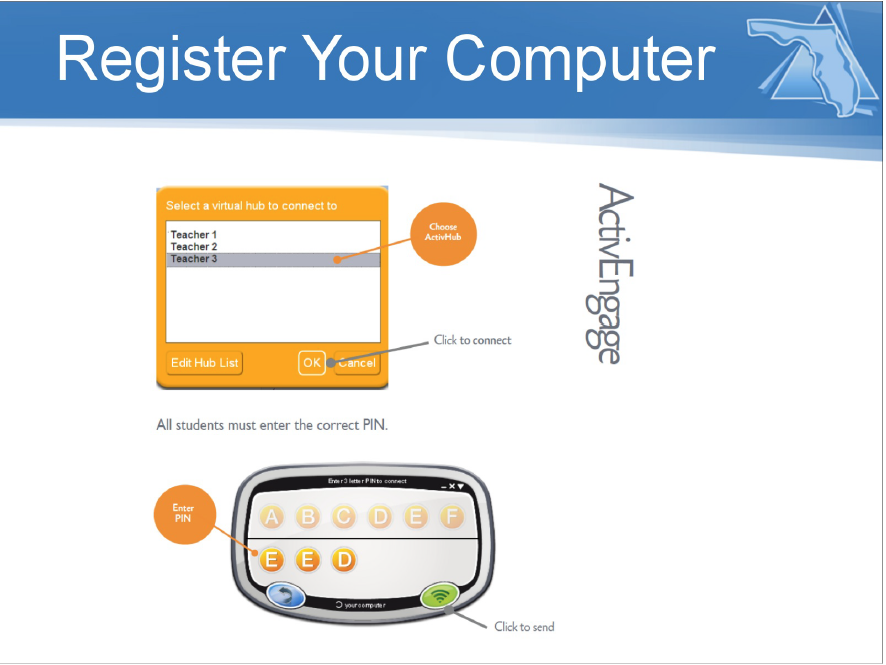 Register Your Computer
Select a virtual hub to connect to
Teacher 1
Teacher 2
Teacher 3
Choose
ActivHub
Click to connect
Edit Hub List
OK
Cancel
ActivEngage
All students must enter the correct PIN.
Enter 3 letter PIN to connect
Enter
PIN
A B C D E F
E E D
your computer
Click to send